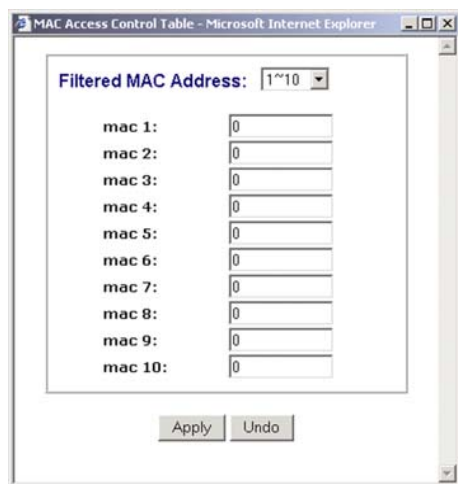 MAC Access Control Table - Microsoft Internet Explorer
Filtered MAC Address: 1~10
mac 1: 0
mac 2: 0
mac 3: 0
mac 4: 0
mac 5: 0
mac 6: 0
mac 7: 0
mac 8: 0
mac 9: 0
mac 10: 0
Apply Undo